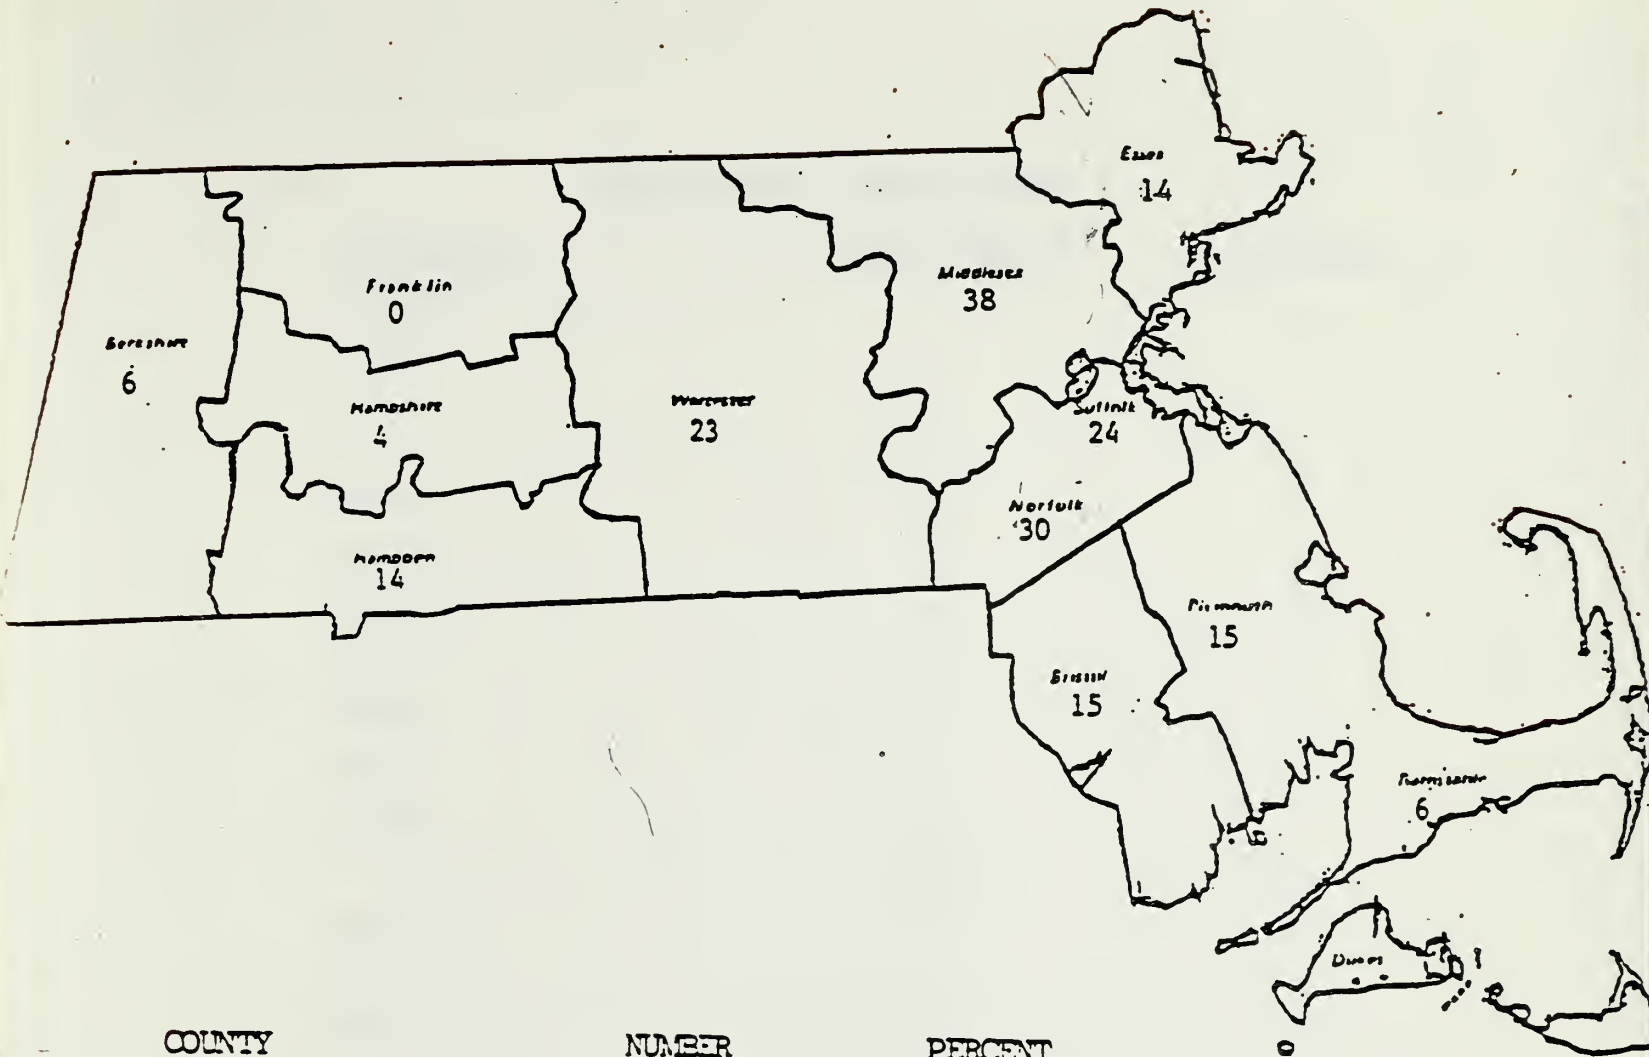 Essex
14
Franklin
0
Middlesex
38
Berkshire
6
Hampshire
4
Worcester
23
Suffolk
24
Norfolk
30
Hampden
14
Plymouth
15
Bristol
15
Barnstable
6
Dukes
COUNTY NUMBER PERCENT